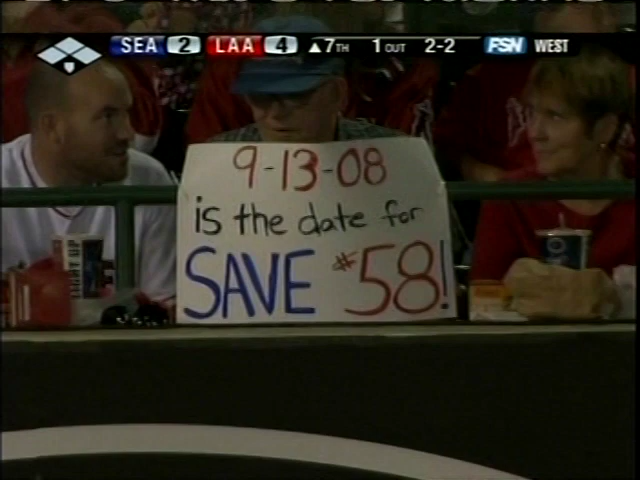 SEA 2 LAA 4 ▲7TH 1 OUT 2-2 FSN WEST
9-13-08
is the date for
SAVE #58!